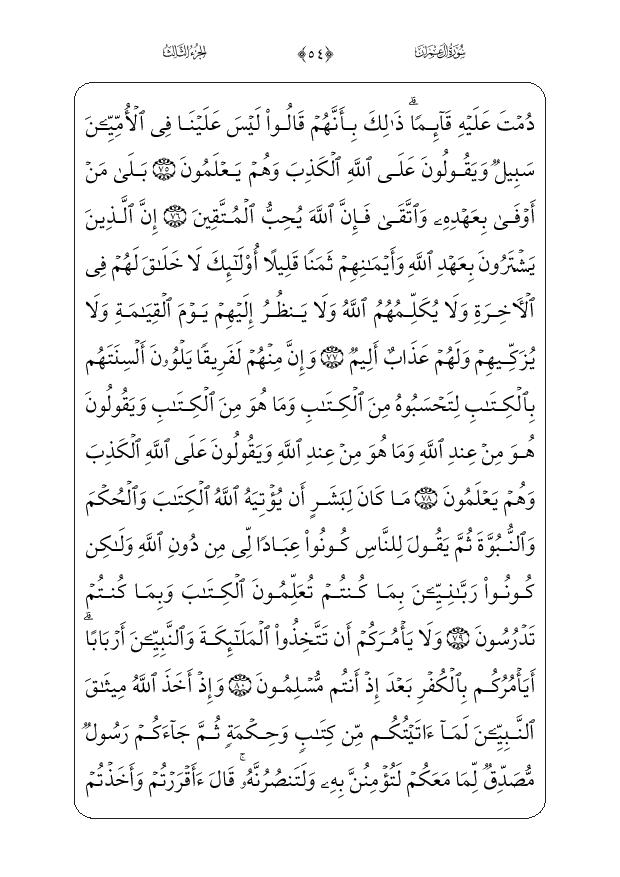 سُورَةُ آلِ عِمْرَانَ ﴿٥٤﴾ الجُزْءُ الثَّالِثُ
دُمۡتَ عَلَيۡهِ قَآئِمٗاۗ ذَٰلِكَ بِأَنَّهُمۡ قَالُواْ لَيۡسَ عَلَيۡنَا فِي ٱلۡأُمِّيِّـۧنَ
سَبِيلٞ وَيَقُولُونَ عَلَى ٱللَّهِ ٱلۡكَذِبَ وَهُمۡ يَعۡلَمُونَ ٧٥ بَلَىٰ مَنۡ
أَوۡفَىٰ بِعَهۡدِهِۦ وَٱتَّقَىٰ فَإِنَّ ٱللَّهَ يُحِبُّ ٱلۡمُتَّقِينَ ٧٦ إِنَّ ٱلَّذِينَ
يَشۡتَرُونَ بِعَهۡدِ ٱللَّهِ وَأَيۡمَٰنِهِمۡ ثَمَنٗا قَلِيلًا أُوْلَٰٓئِكَ لَا خَلَٰقَ لَهُمۡ فِي
ٱلۡأٓخِرَةِ وَلَا يُكَلِّمُهُمُ ٱللَّهُ وَلَا يَنظُرُ إِلَيۡهِمۡ يَوۡمَ ٱلۡقِيَٰمَةِ وَلَا
يُزَكِّيهِمۡ وَلَهُمۡ عَذَابٌ أَلِيمٞ ٧٧ وَإِنَّ مِنۡهُمۡ لَفَرِيقٗا يَلۡوُۥنَ أَلۡسِنَتَهُم
بِٱلۡكِتَٰبِ لِتَحۡسَبُوهُ مِنَ ٱلۡكِتَٰبِ وَمَا هُوَ مِنَ ٱلۡكِتَٰبِ وَيَقُولُونَ
هُوَ مِنۡ عِندِ ٱللَّهِ وَمَا هُوَ مِنۡ عِندِ ٱللَّهِ وَيَقُولُونَ عَلَى ٱللَّهِ ٱلۡكَذِبَ
وَهُمۡ يَعۡلَمُونَ ٧٨ مَا كَانَ لِبَشَرٍ أَن يُؤۡتِيَهُ ٱللَّهُ ٱلۡكِتَٰبَ وَٱلۡحُكۡمَ
وَٱلنُّبُوَّةَ ثُمَّ يَقُولَ لِلنَّاسِ كُونُواْ عِبَادٗا لِّي مِن دُونِ ٱللَّهِ وَلَٰكِن
كُونُواْ رَبَّٰنِيِّـۧنَ بِمَا كُنتُمۡ تُعَلِّمُونَ ٱلۡكِتَٰبَ وَبِمَا كُنتُمۡ
تَدۡرُسُونَ ٧٩ وَلَا يَأۡمُرَكُمۡ أَن تَتَّخِذُواْ ٱلۡمَلَٰٓئِكَةَ وَٱلنَّبِيِّـۧنَ أَرۡبَابًاۗ
أَيَأۡمُرُكُم بِٱلۡكُفۡرِ بَعۡدَ إِذۡ أَنتُم مُّسۡلِمُونَ ٨٠ وَإِذۡ أَخَذَ ٱللَّهُ مِيثَٰقَ
ٱلنَّبِيِّـۧنَ لَمَآ ءَاتَيۡتُكُم مِّن كِتَٰبٖ وَحِكۡمَةٖ ثُمَّ جَآءَكُمۡ رَسُولٞ
مُّصَدِّقٞ لِّمَا مَعَكُمۡ لَتُؤۡمِنُنَّ بِهِۦ وَلَتَنصُرُنَّهُۥۚ قَالَ ءَأَقۡرَرۡتُمۡ وَأَخَذۡتُمۡ